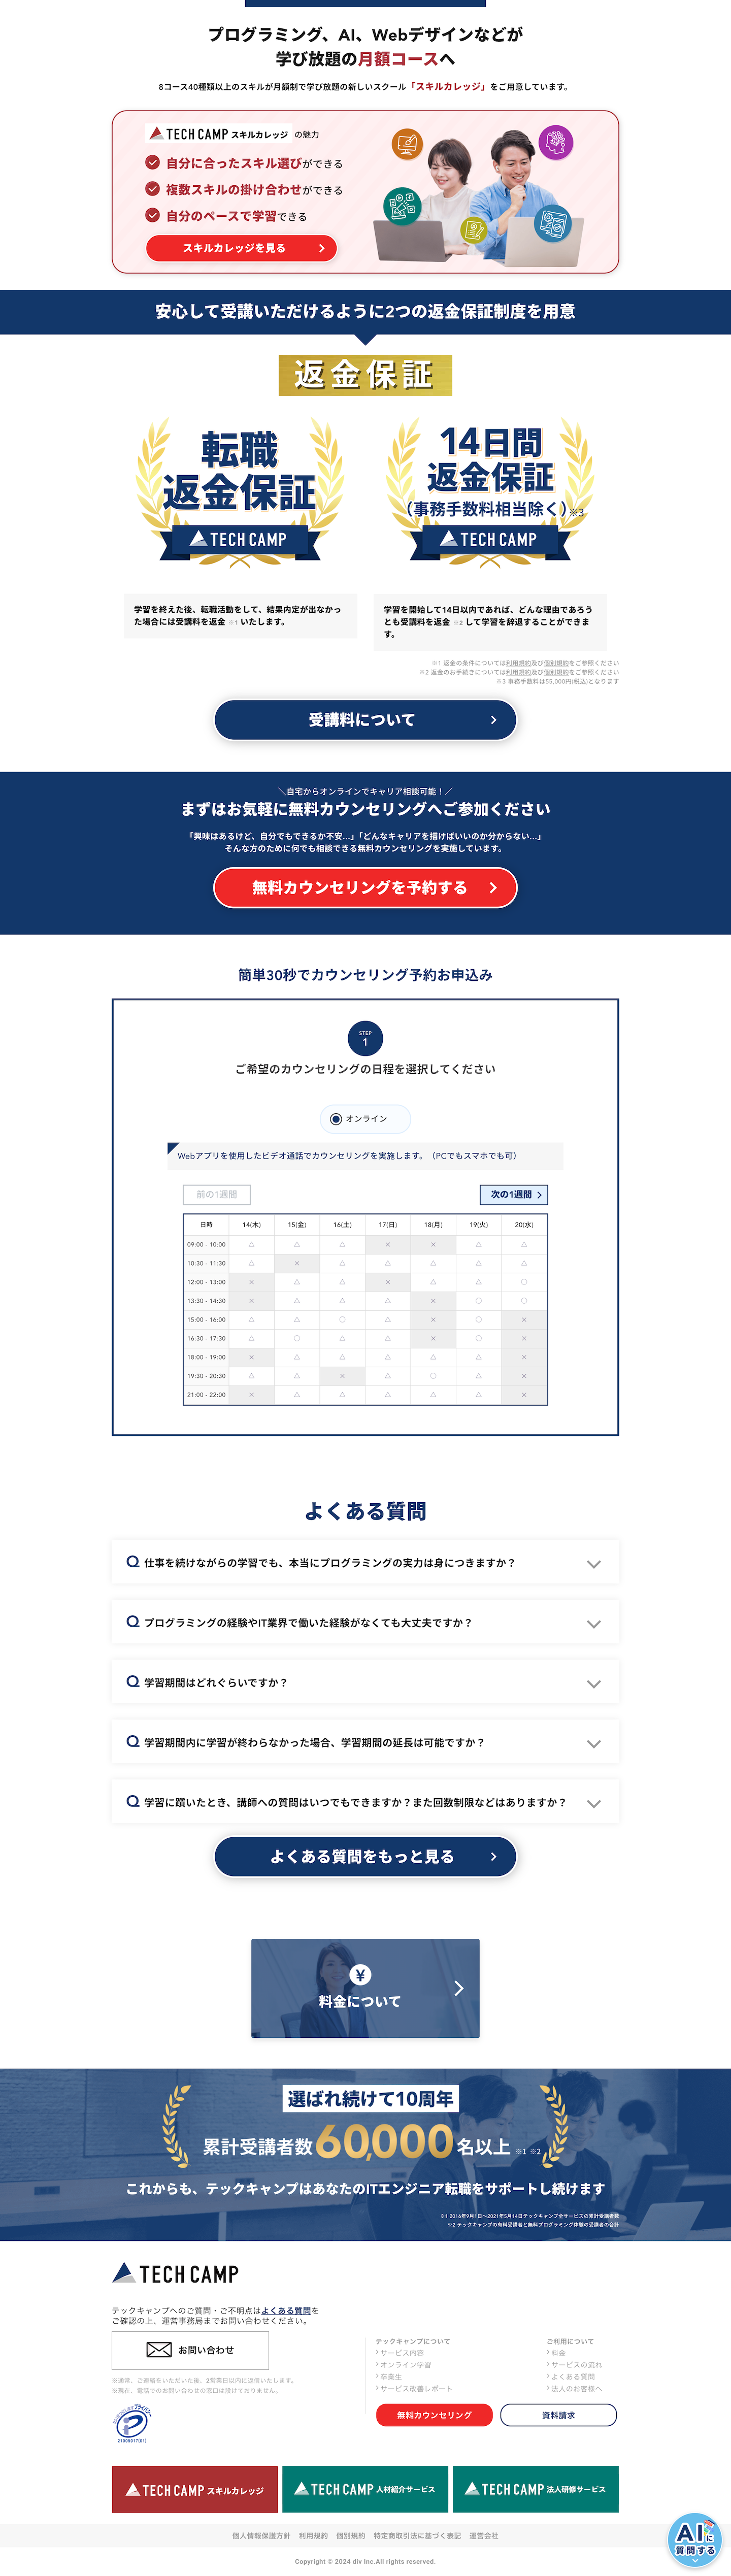 プログラミング、AI、Webデザインなどが
学び放題の月額コースへ
8コース40種類以上のスキルが月額制で学び放題の新しいスクール「スキルカレッジ」をご用意しています。
TECH CAMP スキルカレッジ の魅力
自分に合ったスキル選びができる
複数スキルの掛け合わせができる
自分のペースで学習できる
スキルカレッジを見る
安心して受講いただけるように2つの返金保証制度を用意
返金保証
転職
返金保証
TECH CAMP
14日間
返金保証
(事務手数料相当除く)※3
TECH CAMP
学習を終えた後、転職活動をして、結果内定が出なかっ
た場合には受講料を返金 ※1 いたします。
学習を開始して14日以内であれば、どんな理由であろう
とも受講料を返金 ※2 して学習を辞退することができま
す。
※1 返金の条件については利用規約及び個別規約をご参照ください
※2 返金のお手続きについては利用規約及び個別規約をご参照ください
※3 事務手数料は55,000円(税込)となります
受講料について
＼自宅からオンラインでキャリア相談可能！／
まずはお気軽に無料カウンセリングへご参加ください
「興味はあるけど、自分でもできるか不安…」「どんなキャリアを描けばいいのか分からない…」
そんな方のために何でも相談できる無料カウンセリングを実施しています。
無料カウンセリングを予約する
簡単30秒でカウンセリング予約お申込み
STEP
1
ご希望のカウンセリングの日程を選択してください
オンライン
Webアプリを使用したビデオ通話でカウンセリングを実施します。（PCでもスマホでも可）
前の1週間
次の1週間
日時 14(木) 15(金) 16(土) 17(日) 18(月) 19(火) 20(水)
09:00 - 10:00 △ △ △ × × △ △
10:30 - 11:30 △ × △ △ △ △ △
12:00 - 13:00 × △ △ × △ △ ○
13:30 - 14:30 × △ △ △ × ○ ○
15:00 - 16:00 △ △ ○ △ × ○ ×
16:30 - 17:30 △ ○ △ △ × ○ ×
18:00 - 19:00 × △ △ △ △ △ ×
19:30 - 20:30 △ △ × △ ○ △ ×
21:00 - 22:00 × △ △ △ △ △ ×
よくある質問
Q 仕事を続けながらの学習でも、本当にプログラミングの実力は身につきますか？
Q プログラミングの経験やIT業界で働いた経験がなくても大丈夫ですか？
Q 学習期間はどれぐらいですか？
Q 学習期間内に学習が終わらなかった場合、学習期間の延長は可能ですか？
Q 学習に躓いたとき、講師への質問はいつでもできますか？また回数制限などはありますか？
よくある質問をもっと見る
¥
料金について
選ばれ続けて10周年
累計受講者数60,000名以上 ※1 ※2
これからも、テックキャンプはあなたのITエンジニア転職をサポートし続けます
※1 2016年9月1日～2021年5月14日テックキャンプ全サービスの累計受講者数
※2 テックキャンプの有料受講者と無料プログラミング体験の受講者の合計
TECH CAMP
テックキャンプへのご質問・ご不明点はよくある質問を
ご確認の上、運営事務局までお問い合わせください。
お問い合わせ
※通常、ご連絡をいただいた後、2営業日以内に返信いたします。
※現在、電話でのお問い合わせの窓口は設けておりません。
テックキャンプについて
サービス内容
オンライン学習
卒業生
サービス改善レポート
ご利用について
料金
サービスの流れ
よくある質問
法人のお客様へ
無料カウンセリング
資料請求
TECH CAMP スキルカレッジ
TECH CAMP 人材紹介サービス
TECH CAMP 法人研修サービス
個人情報保護方針 利用規約 個別規約 特定商取引法に基づく表記 運営会社
Copyright © 2024 div Inc.All rights reserved.
AIに
質問する